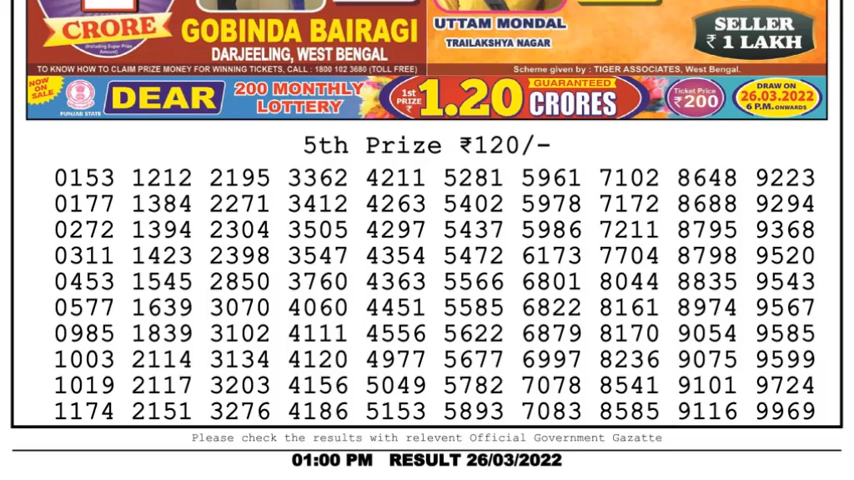 CRORE
(Including Super Prize Amount)
GOBINDA BAIRAGI
DARJEELING, WEST BENGAL
UTTAM MONDAL
TRAILAKSHYA NAGAR
SELLER
₹ 1 LAKH
TO KNOW HOW TO CLAIM PRIZE MONEY FOR WINNING TICKETS, CALL : 1800 102 3680 (TOLL FREE)
Scheme given by : TIGER ASSOCIATES, West Bengal.
NOW ON SALE
PUNJAB STATE
DEAR
200 MONTHLY
LOTTERY
1st PRIZE ₹
1.20
GUARANTEED
CRORES
Ticket Price
₹200
DRAW ON
26.03.2022
6 P.M. ONWARDS
5th Prize ₹120/-
0153 1212 2195 3362 4211 5281 5961 7102 8648 9223
0177 1384 2271 3412 4263 5402 5978 7172 8688 9294
0272 1394 2304 3505 4297 5437 5986 7211 8795 9368
0311 1423 2398 3547 4354 5472 6173 7704 8798 9520
0453 1545 2850 3760 4363 5566 6801 8044 8835 9543
0577 1639 3070 4060 4451 5585 6822 8161 8974 9567
0985 1839 3102 4111 4556 5622 6879 8170 9054 9585
1003 2114 3134 4120 4977 5677 6997 8236 9075 9599
1019 2117 3203 4156 5049 5782 7078 8541 9101 9724
1174 2151 3276 4186 5153 5893 7083 8585 9116 9969
Please check the results with relevent Official Government Gazatte
01:00 PM RESULT 26/03/2022